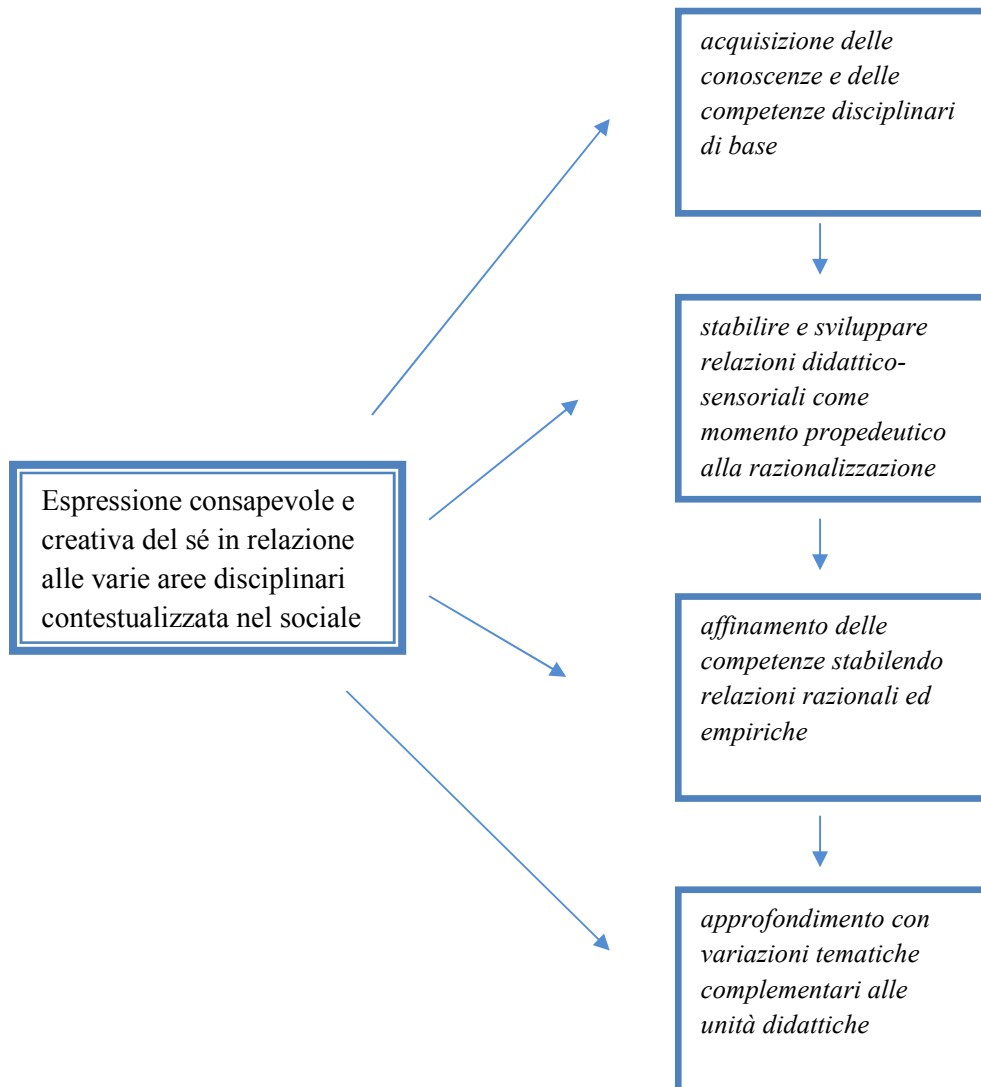 acquisizione delle
conoscenze e delle
competenze disciplinari
di base
stabilire e sviluppare
relazioni didattico-
sensoriali come
momento propedeutico
alla razionalizzazione
Espressione consapevole e
creativa del sé in relazione
alle varie aree disciplinari
contestualizzata nel sociale
affinamento delle
competenze stabilendo
relazioni razionali ed
empiriche
approfondimento con
variazioni tematiche
complementari alle
unità didattiche